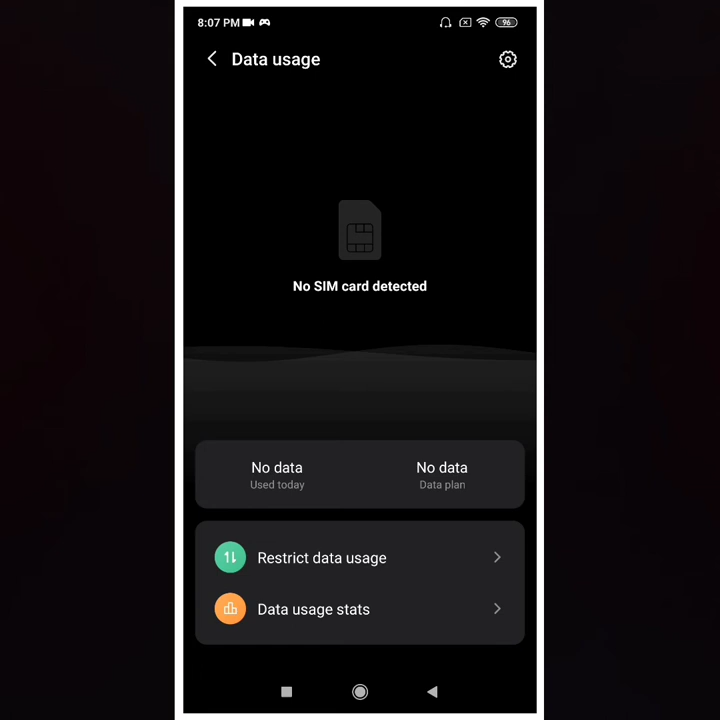 8:07 PM 96
Data usage
No SIM card detected
No data No data
Used today Data plan
Restrict data usage
Data usage stats